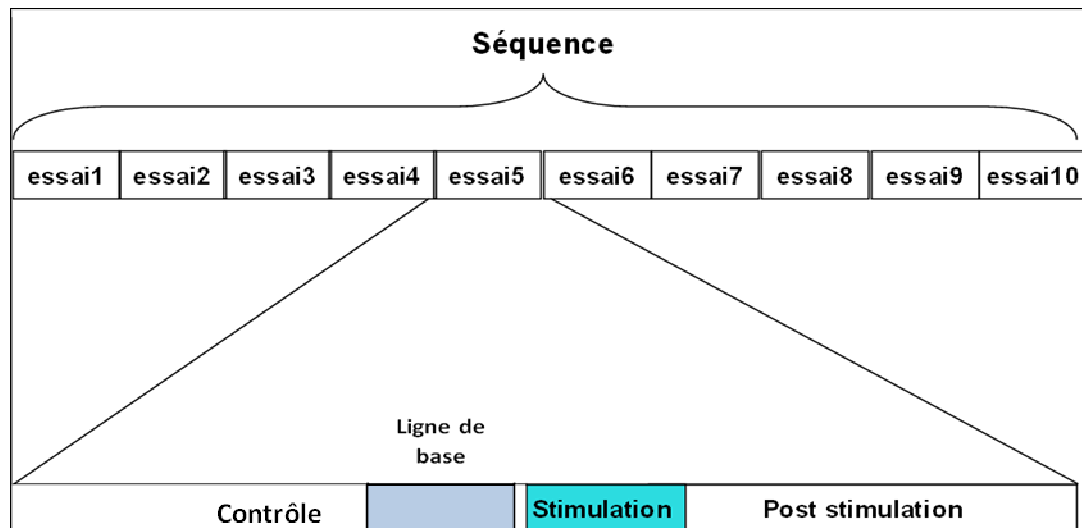 Séquence
essai1 essai2 essai3 essai4 essai5 essai6 essai7 essai8 essai9 essai10
Ligne de
base
Contrôle Stimulation Post stimulation